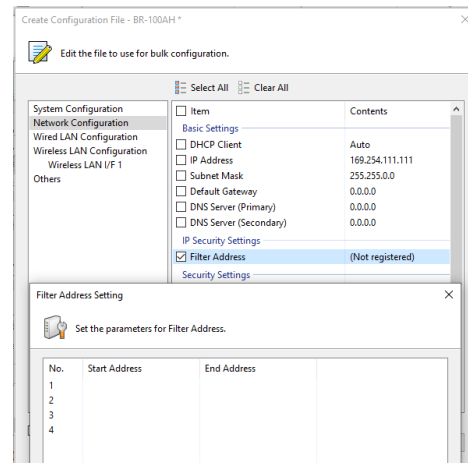 Create Configuration File - BR-100AH *
Edit the file to use for bulk configuration.
Select All Clear All
System Configuration
Network Configuration
Wired LAN Configuration
Wireless LAN Configuration
Wireless LAN I/F 1
Others
Item Contents
Basic Settings
DHCP Client Auto
IP Address 169.254.111.111
Subnet Mask 255.255.0.0
Default Gateway 0.0.0.0
DNS Server (Primary) 0.0.0.0
DNS Server (Secondary) 0.0.0.0
IP Security Settings
Filter Address (Not registered)
Security Settings
Filter Address Setting
Set the parameters for Filter Address.
No. Start Address End Address
1
2
3
4